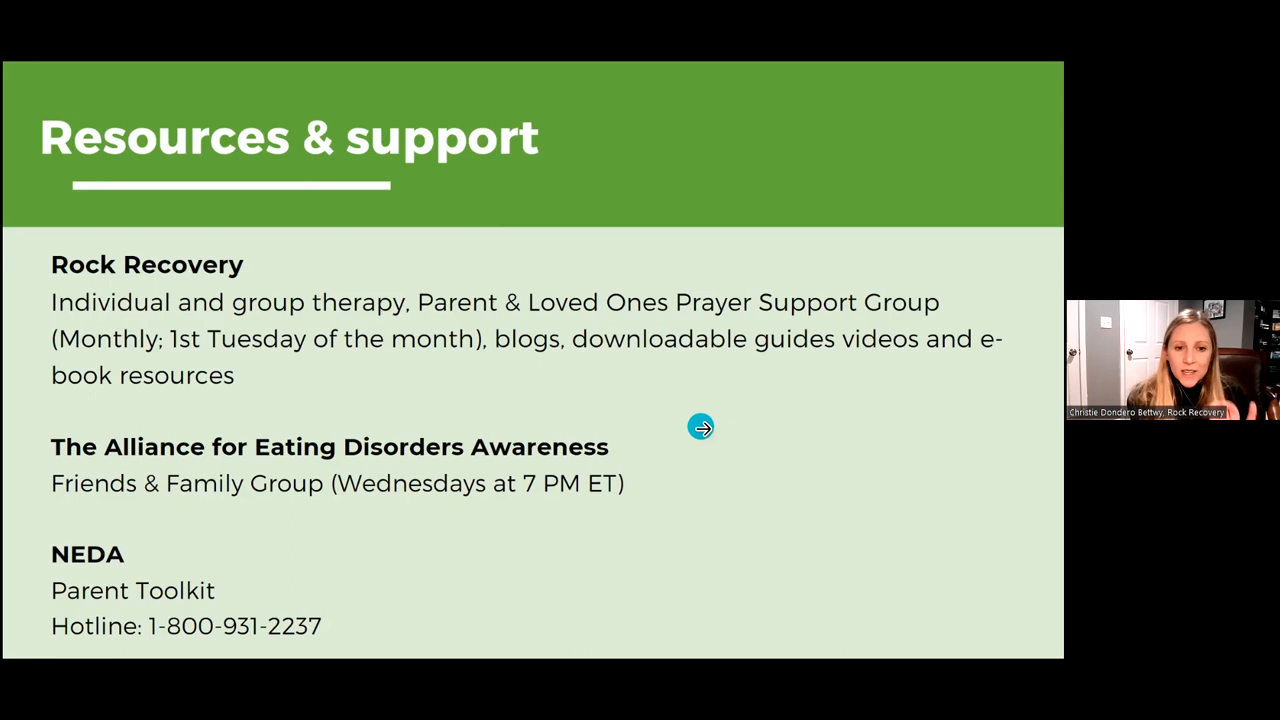 Resources & support
Rock Recovery
Individual and group therapy, Parent & Loved Ones Prayer Support Group
(Monthly; 1st Tuesday of the month), blogs, downloadable guides videos and e-
book resources
The Alliance for Eating Disorders Awareness
Friends & Family Group (Wednesdays at 7 PM ET)
NEDA
Parent Toolkit
Hotline: 1-800-931-2237
Christie Dondero Bettwy, Rock Recovery